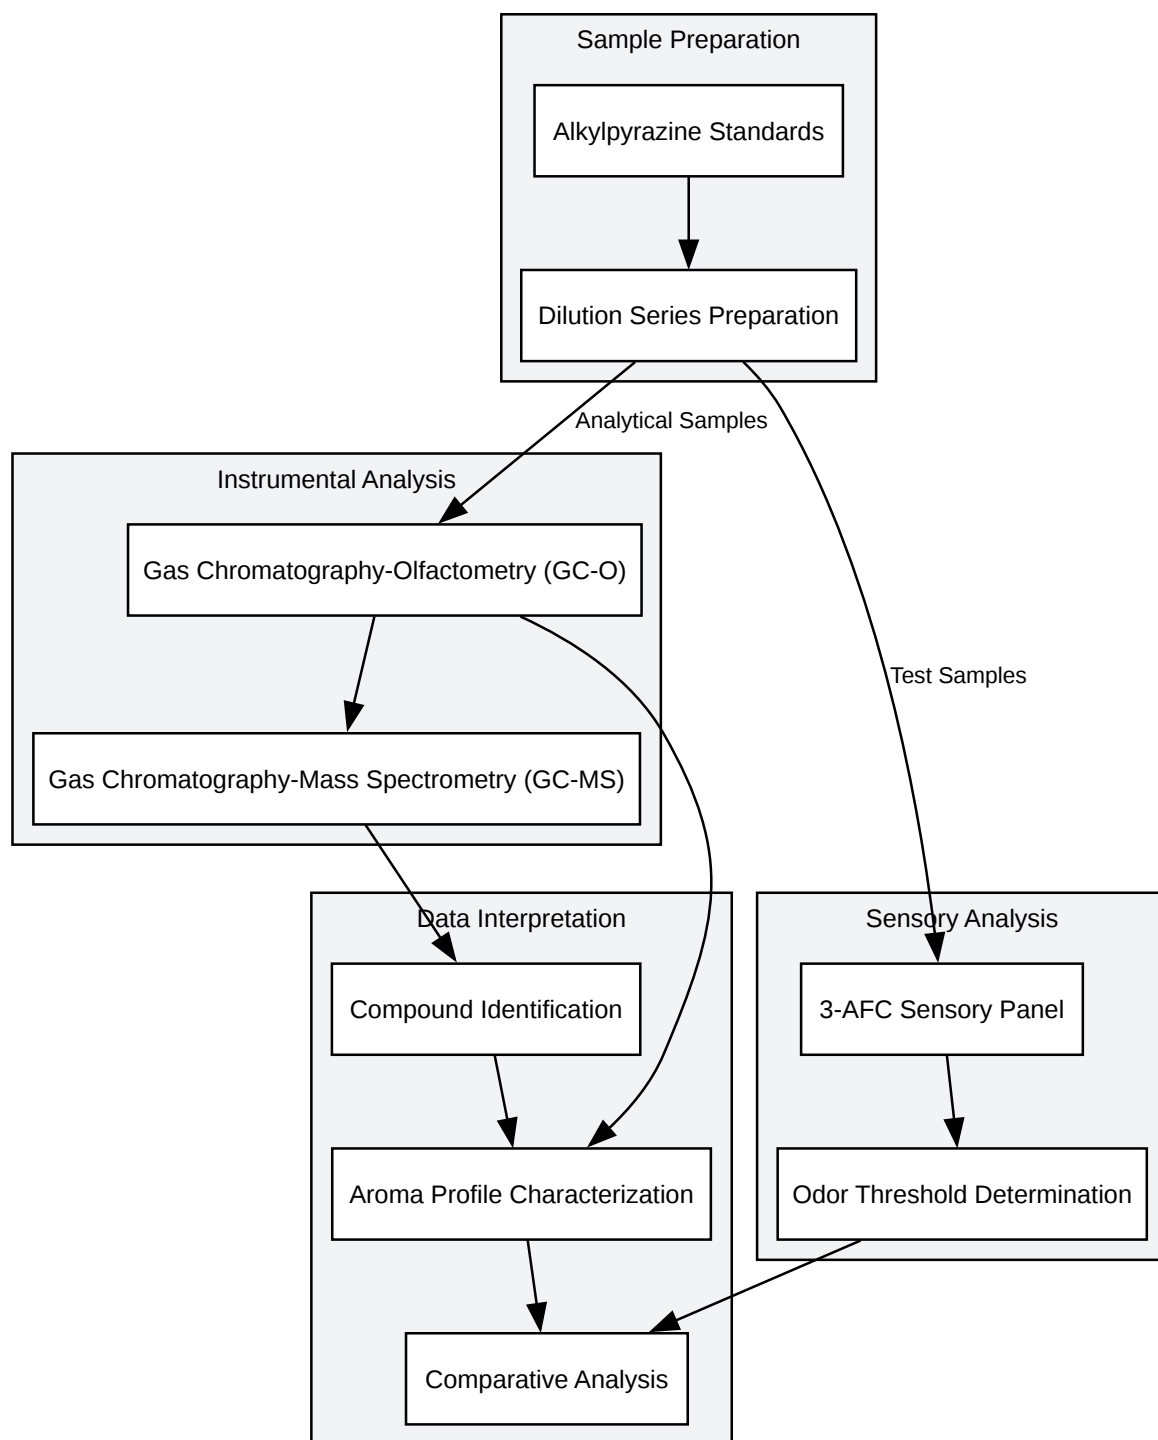 Sample Preparation
Alkylpyrazine Standards
Dilution Series Preparation
Analytical Samples
Instrumental Analysis
Gas Chromatography-Olfactometry (GC-O)
Test Samples
Gas Chromatography-Mass Spectrometry (GC-MS)
Data Interpretation
Sensory Analysis
Compound Identification
3-AFC Sensory Panel
Aroma Profile Characterization
Odor Threshold Determination
Comparative Analysis